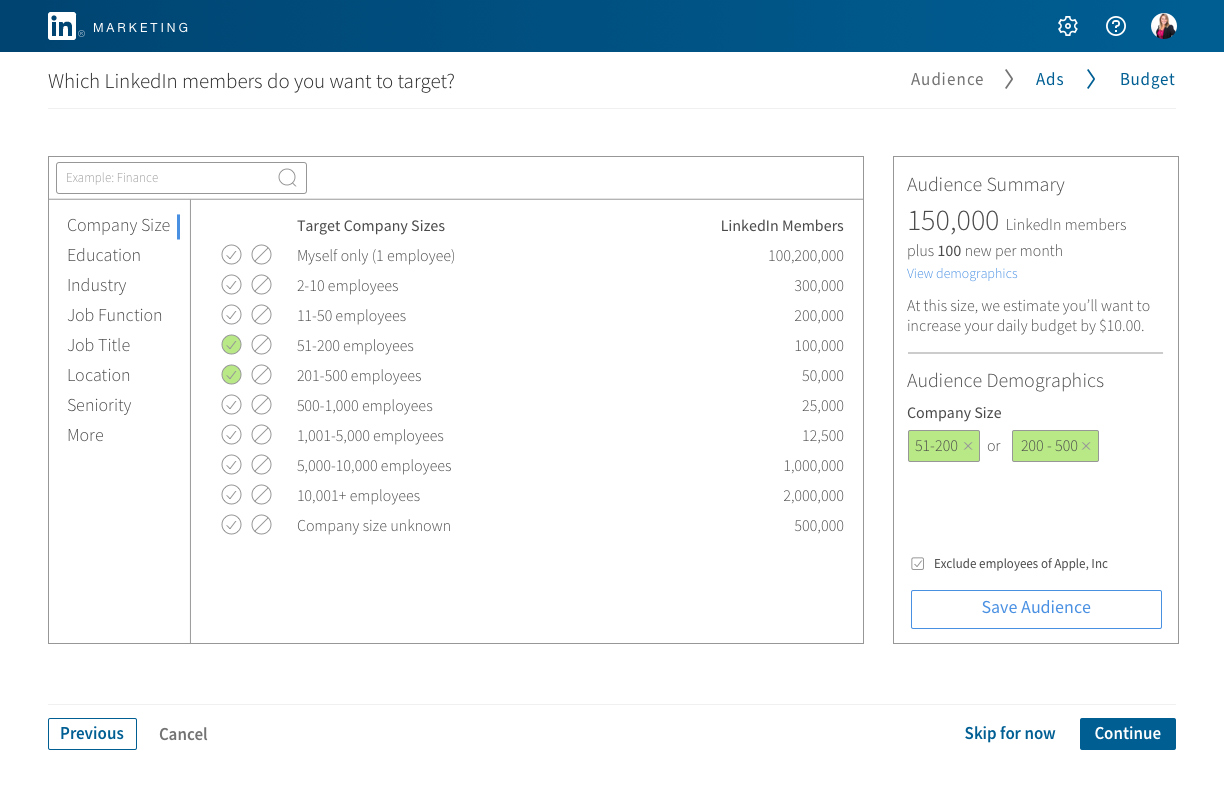 in® MARKETING
Which LinkedIn members do you want to target?
Audience Ads Budget
Example: Finance
Company Size
Education
Industry
Job Function
Job Title
Location
Seniority
More
Target Company Sizes LinkedIn Members
Myself only (1 employee) 100,200,000
2-10 employees 300,000
11-50 employees 200,000
51-200 employees 100,000
201-500 employees 50,000
500-1,000 employees 25,000
1,001-5,000 employees 12,500
5,000-10,000 employees 1,000,000
10,001+ employees 2,000,000
Company size unknown 500,000
Audience Summary
150,000 LinkedIn members
plus 100 new per month
View demographics
At this size, we estimate you'll want to
increase your daily budget by $10.00.
Audience Demographics
Company Size
51-200 × or 200 - 500 ×
Exclude employees of Apple, Inc
Save Audience
Previous Cancel Skip for now Continue